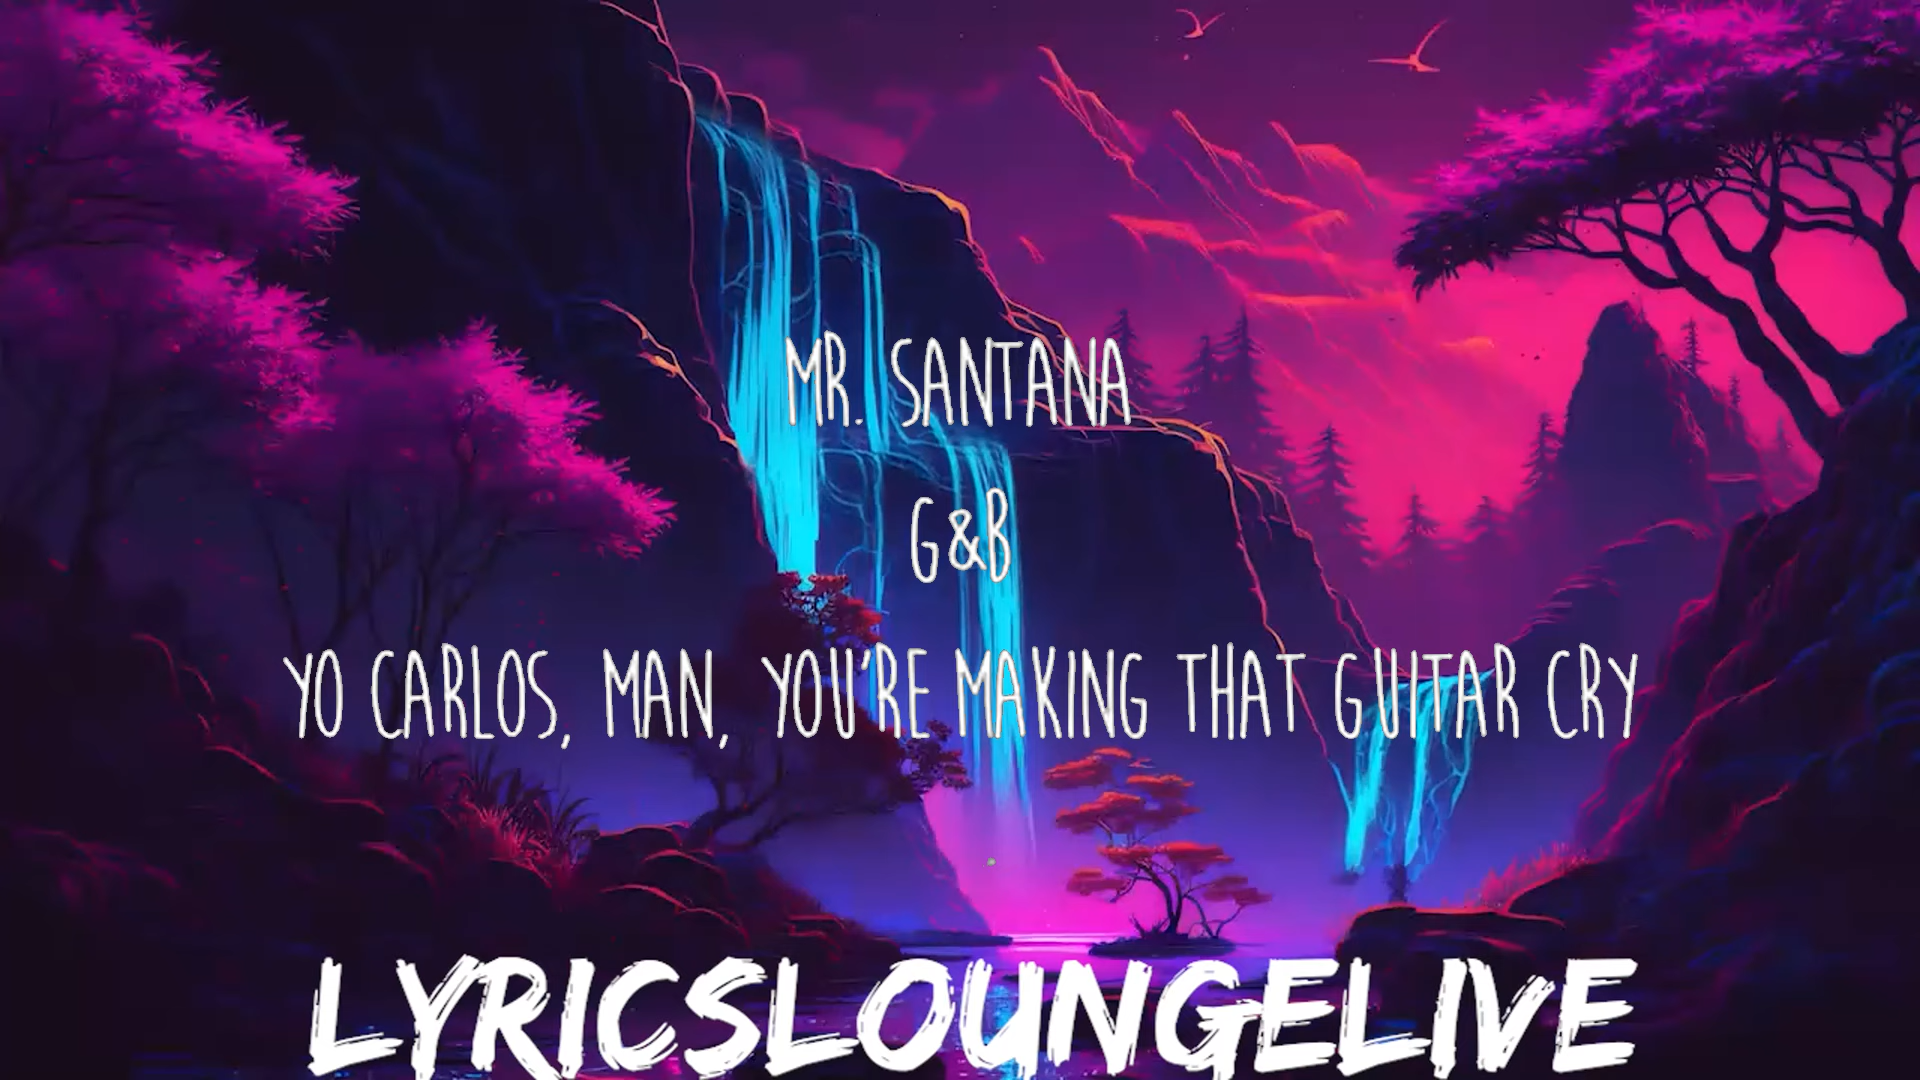 MR. SANTANA
G&B
YO CARLOS, MAN, YOU'RE MAKING THAT GUITAR CRY
LYRICSLOUNGELIVE